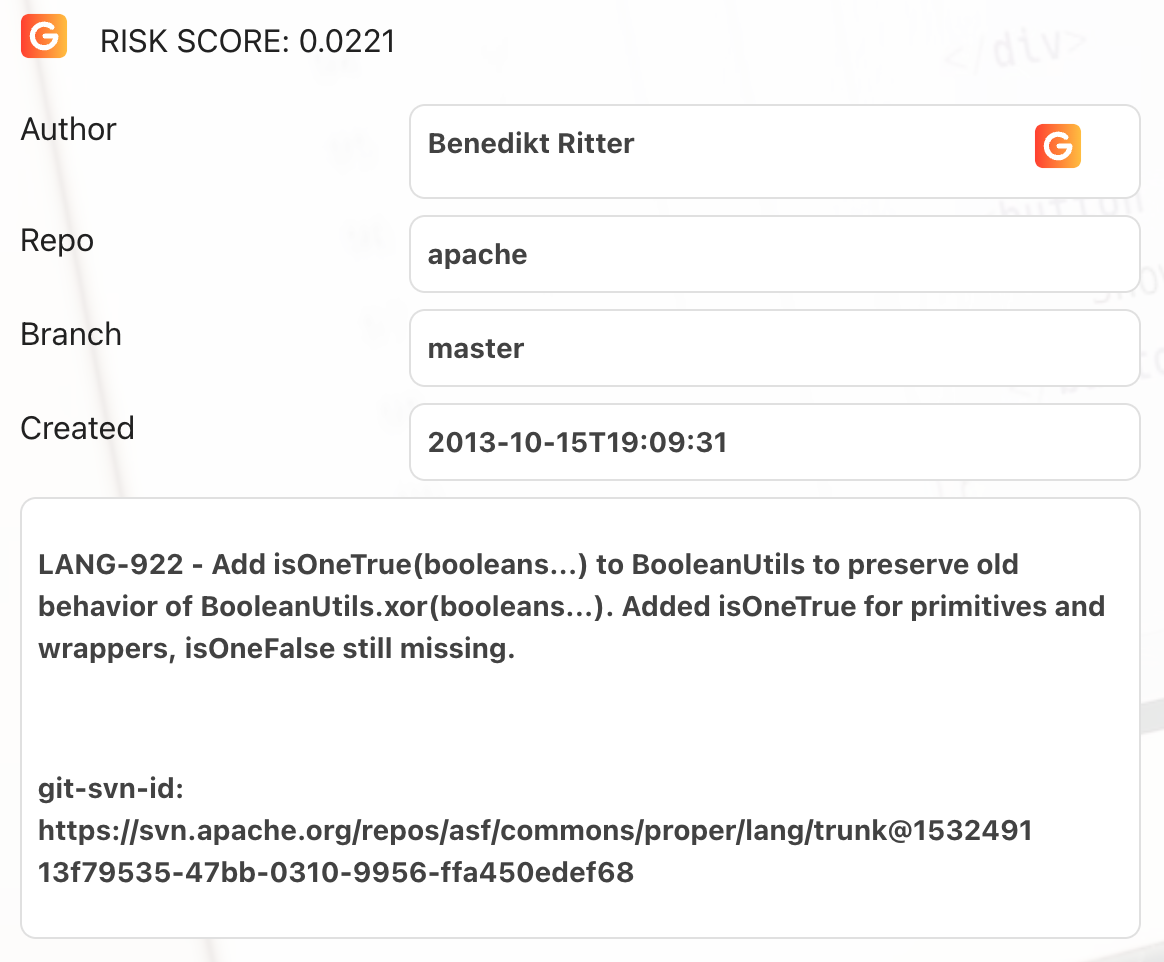 G RISK SCORE: 0.0221
Author
Benedikt Ritter G
Repo
apache
Branch
master
Created
2013-10-15T19:09:31
LANG-922 - Add isOneTrue(booleans...) to BooleanUtils to preserve old
behavior of BooleanUtils.xor(booleans...). Added isOneTrue for primitives and
wrappers, isOneFalse still missing.
git-svn-id:
https://svn.apache.org/repos/asf/commons/proper/lang/trunk@1532491
13f79535-47bb-0310-9956-ffa450edef68
</div>